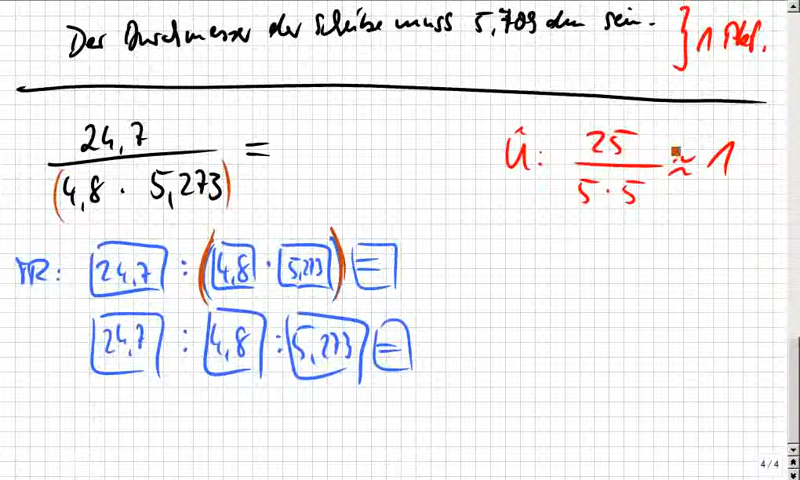 Der Durchmesser der Scheibe muss 5,709 dm sein. } 1 Pkt.
24,7 / (4,8 · 5,273) =
Ü: 25 / 5 · 5 ≈ 1
TR: 24,7 : (4,8 · 5,273) =
24,7 : 4,8 : 5,273 =
4/4